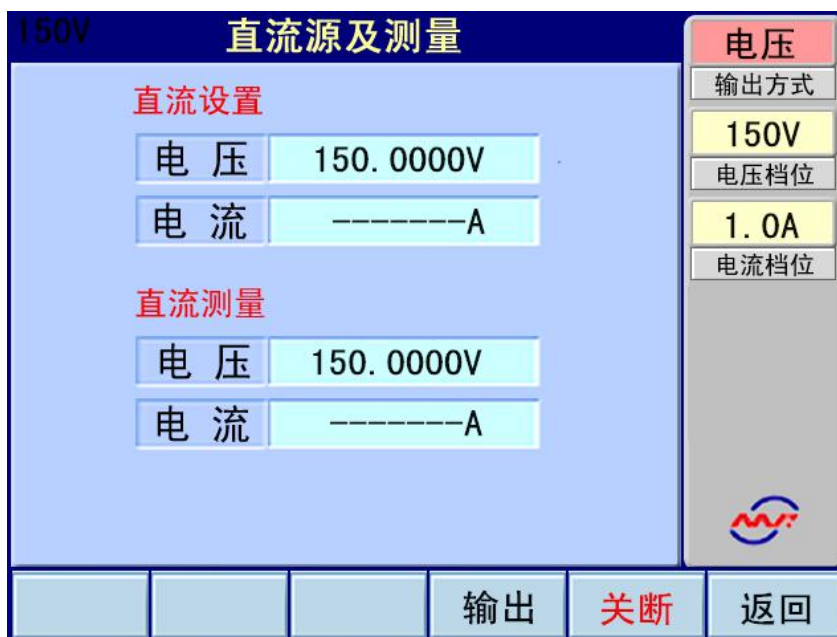 150V
直流源及测量
直流设置
电压 150.0000V
电流 -------A
直流测量
电压 150.0000V
电流 -------A
电压
输出方式
150V
电压档位
1.0A
电流档位
输出 关断 返回